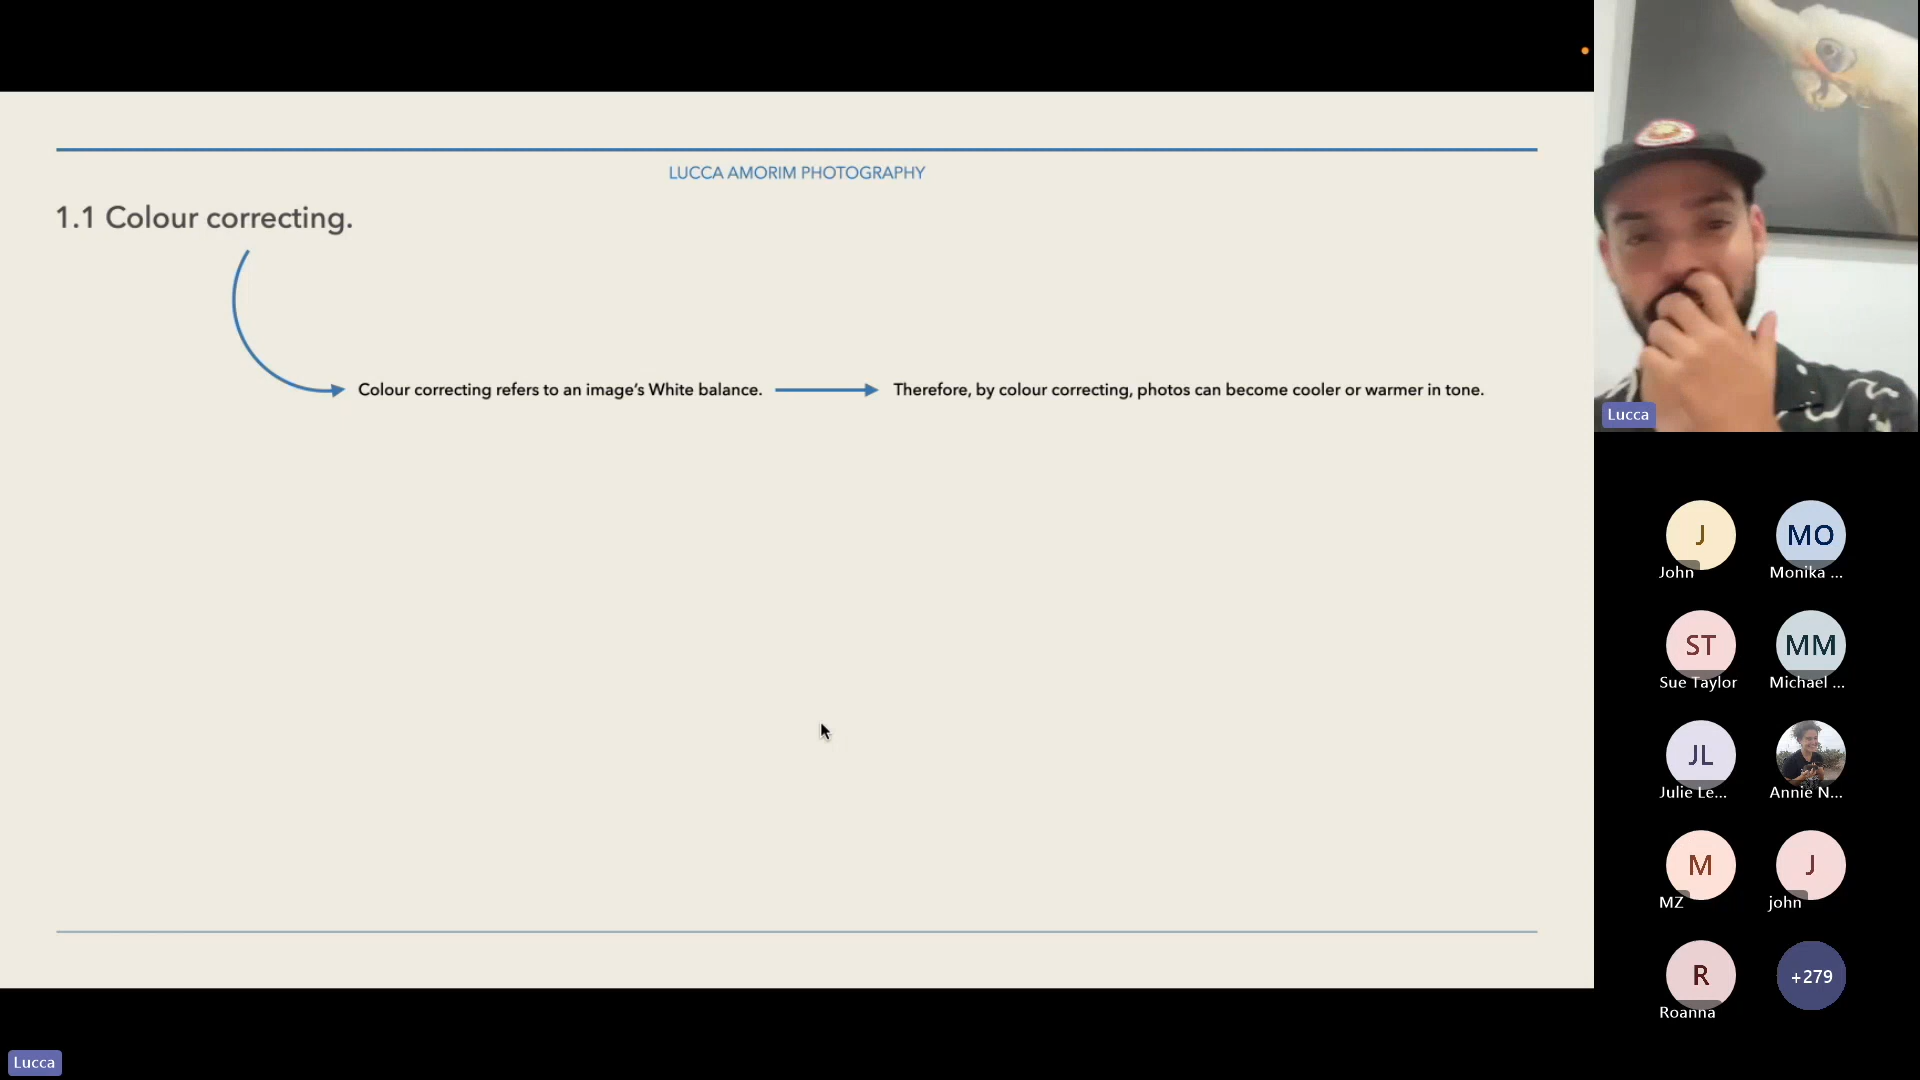 LUCCA AMORIM PHOTOGRAPHY
1.1 Colour correcting.
Colour correcting refers to an image's White balance.
Therefore, by colour correcting, photos can become cooler or warmer in tone.
Lucca
J
John
MO
Monika ...
ST
Sue Taylor
MM
Michael ...
JL
Julie Le...
Annie N...
M
MZ
J
john
R
Roanna
+279
Lucca